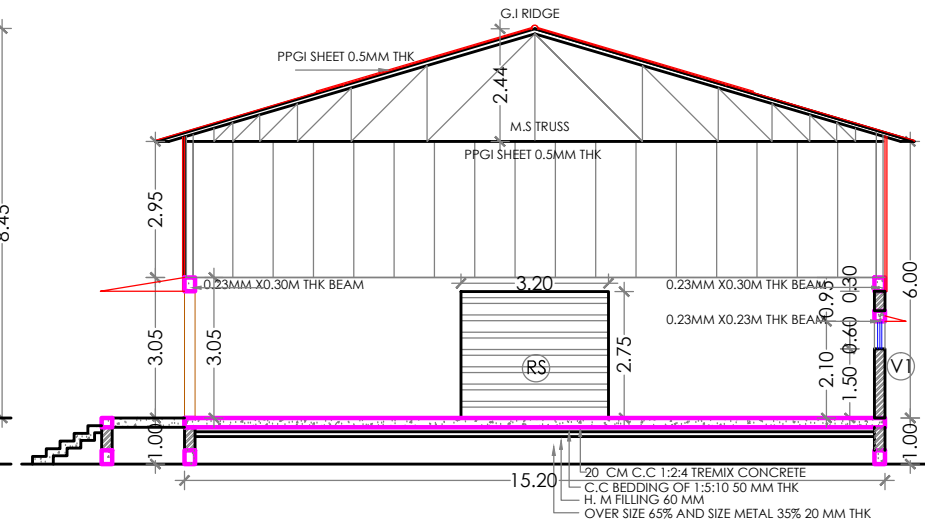 G.I RIDGE
PPGI SHEET 0.5MM THK
2.44
M.S TRUSS
PPGI SHEET 0.5MM THK
8.45
2.95
0.23MM X0.30M THK BEAM
3.20
0.23MM X0.30M THK BEAM
0.95
0.30
6.00
0.23MM X0.23M THK BEAM
3.05
3.05
RS
2.75
2.10
0.60
1.50
V1
1.00
1.00
15.20
20 CM C.C 1:2:4 TREMIX CONCRETE
C.C BEDDING OF 1:5:10 50 MM THK
H. M FILLING 60 MM
OVER SIZE 65% AND SIZE METAL 35% 20 MM THK